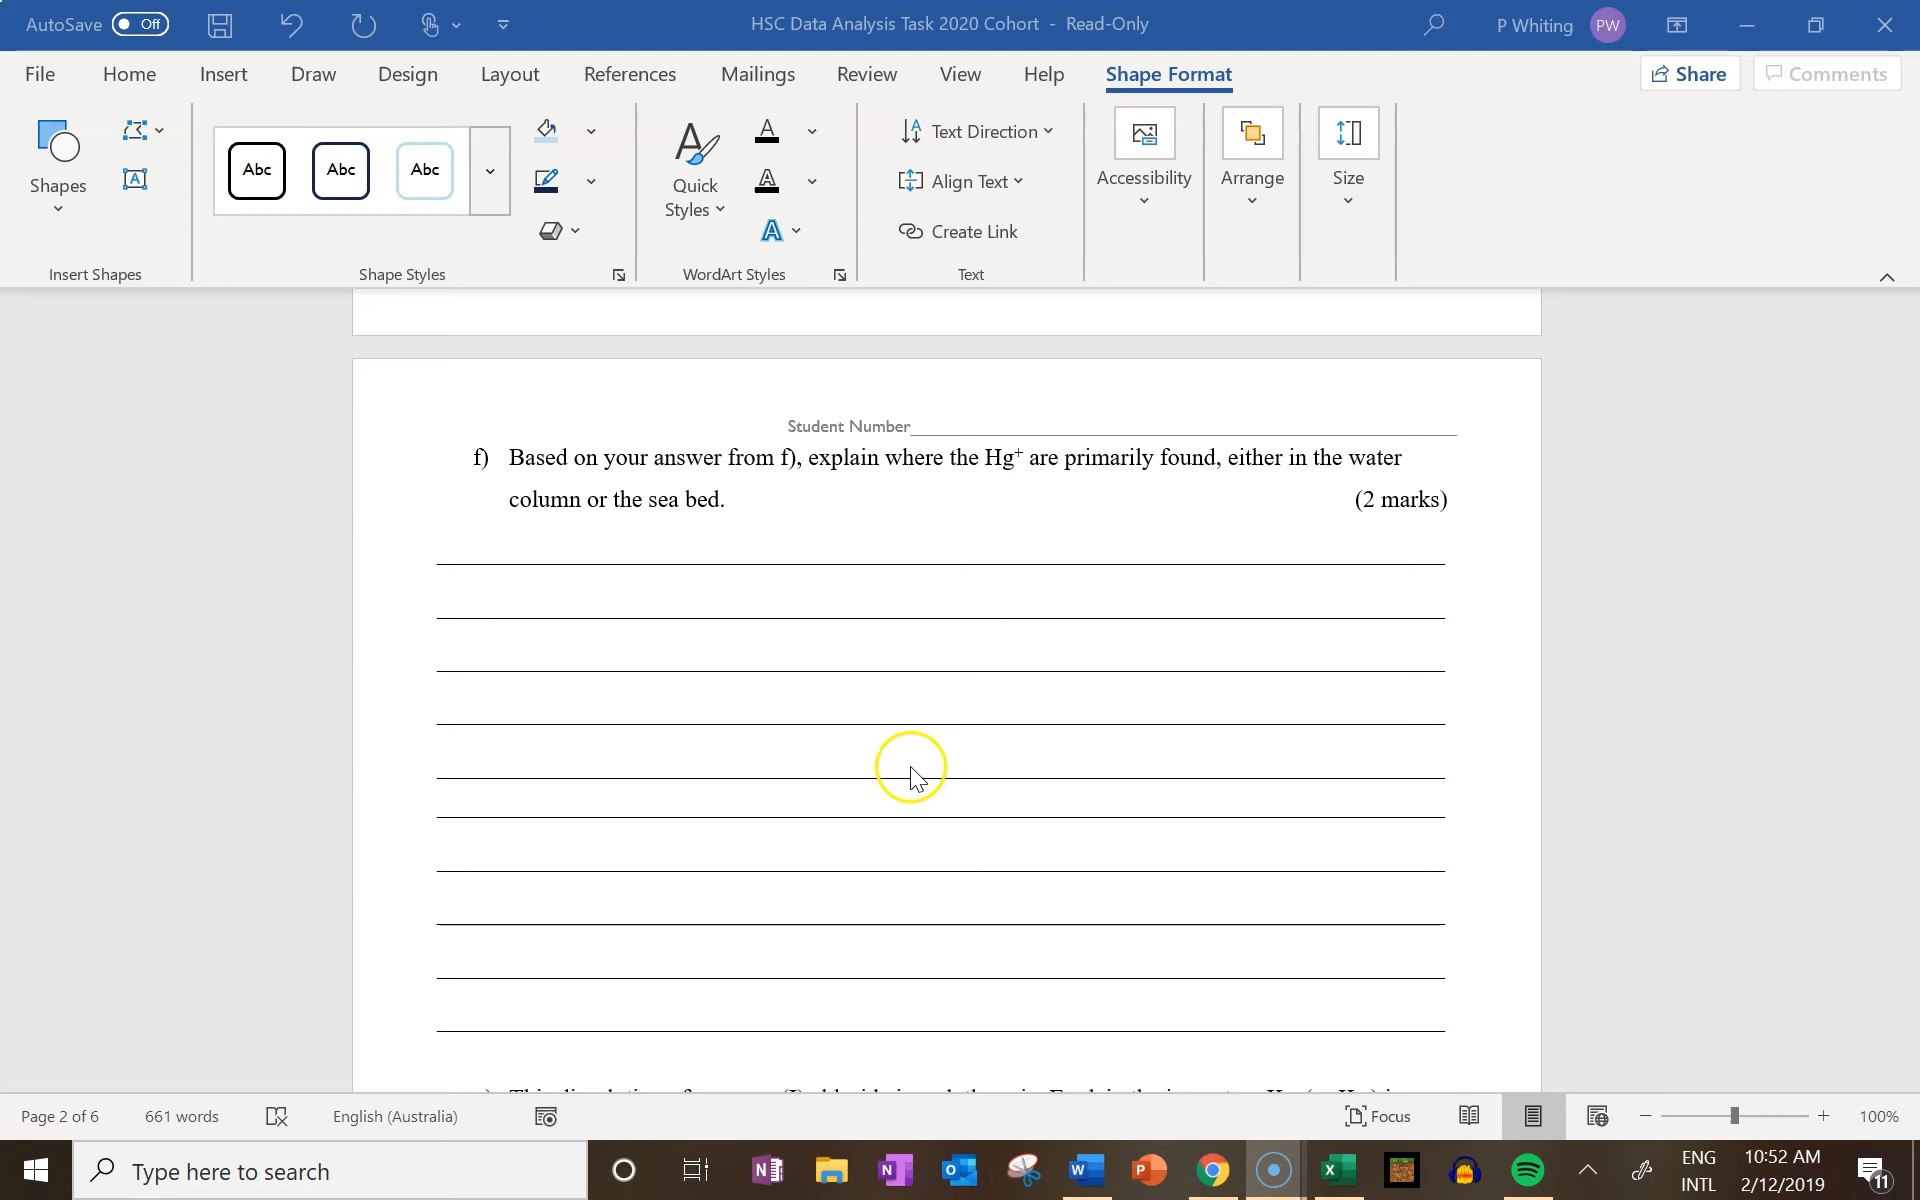 AutoSave Off
HSC Data Analysis Task 2020 Cohort - Read-Only
P Whiting PW
File Home Insert Draw Design Layout References Mailings Review View Help Shape Format Share Comments
Shapes
Abc Abc Abc
Quick
Styles
Text Direction
Align Text
Create Link
Accessibility
Arrange
Size
Insert Shapes
Shape Styles
WordArt Styles
Text
Student Number
f) Based on your answer from f), explain where the Hg⁺ are primarily found, either in the water
column or the sea bed. (2 marks)
Page 2 of 6 661 words English (Australia) Focus 100%
Type here to search
ENG
INTL
10:52 AM
2/12/2019
11